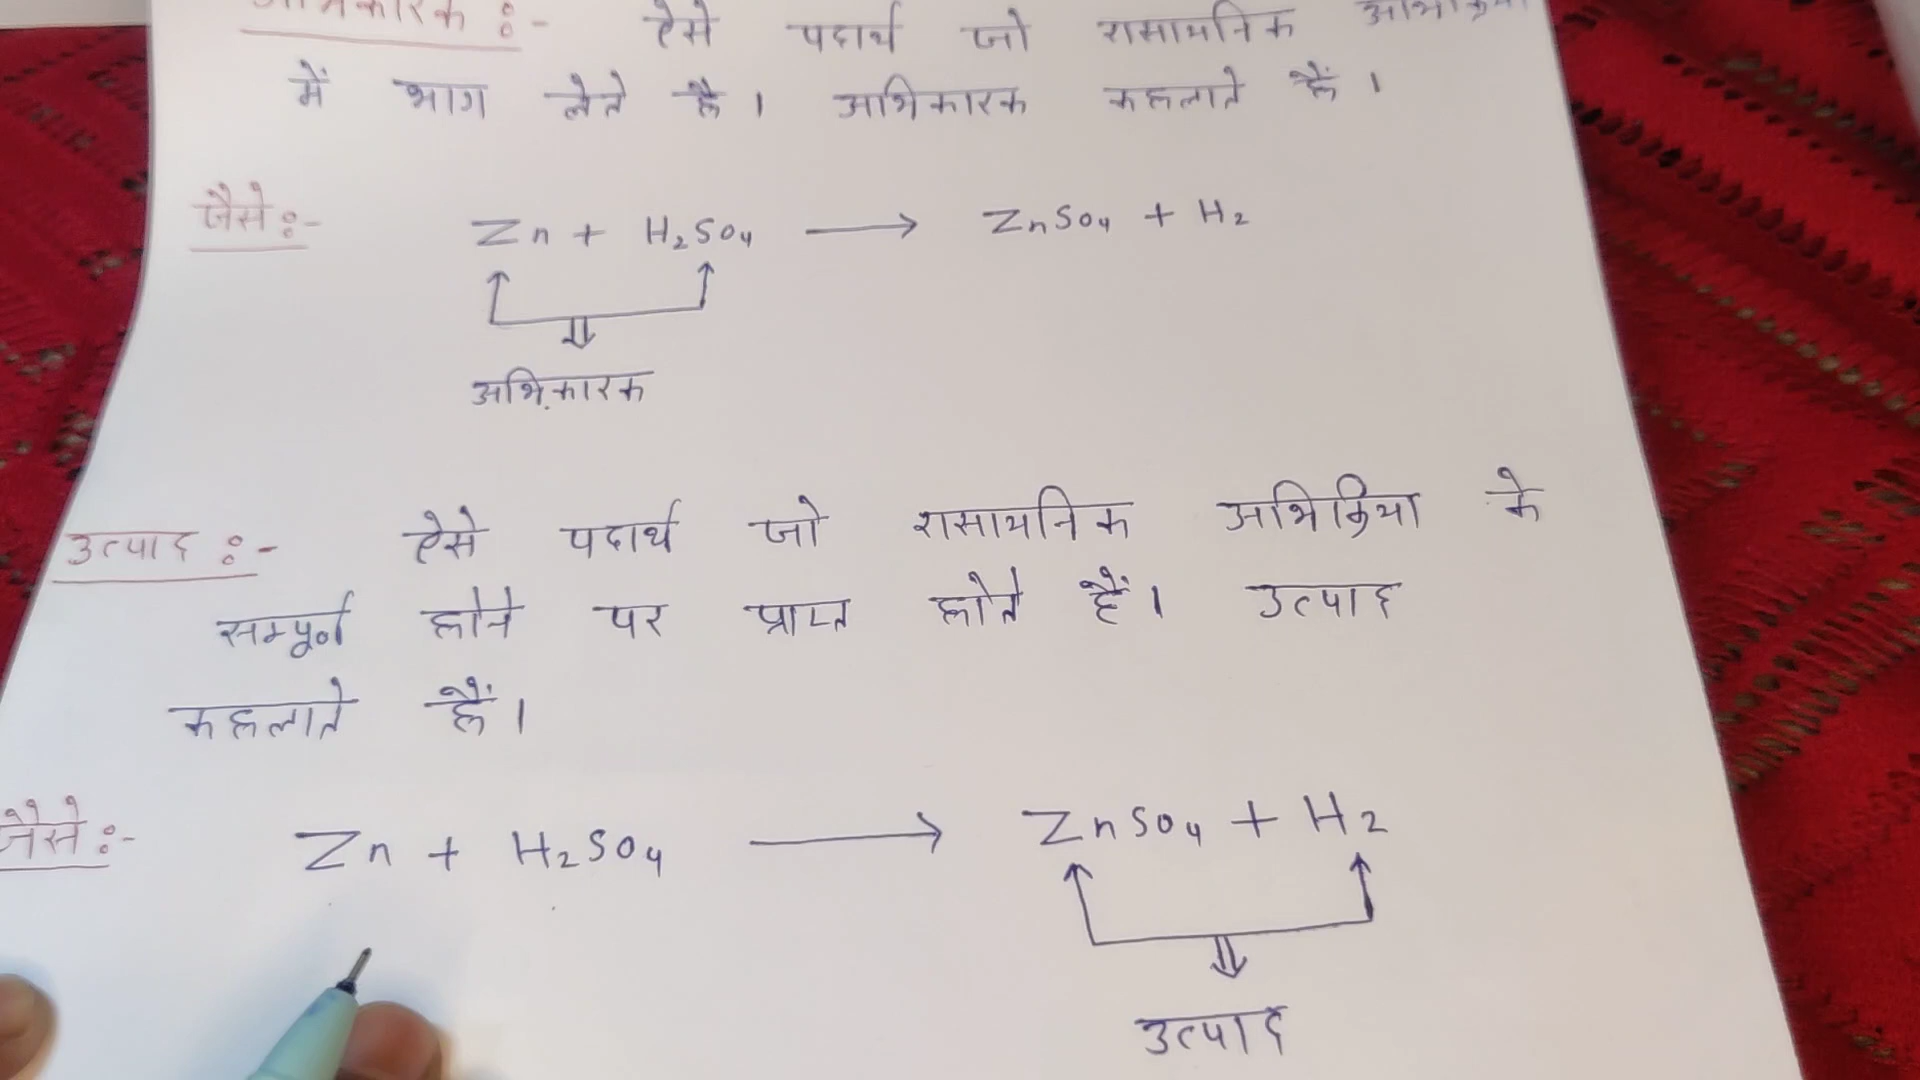 अभिकारक :- ऐसे पदार्थ जो रासायनिक अभिक्रिया
में भाग लेते है। अभिकारक कहलाते हैं।
जैसे :- Zn + H₂SO₄ ⟶ ZnSO₄ + H₂
अभिकारक
उत्पाद :- ऐसे पदार्थ जो रासायनिक अभिक्रिया के
सम्पूर्ण होने पर प्राप्त होते हैं। उत्पाद
कहलाते हैं।
जैसे :- Zn + H₂SO₄ ⟶ ZnSO₄ + H₂
उत्पाद